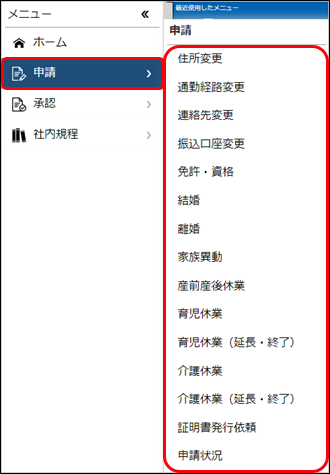 メニュー
ホーム
申請
承認
社内規程
最近使用したメニュー
申請
住所変更
通勤経路変更
連絡先変更
振込口座変更
免許・資格
結婚
離婚
家族異動
産前産後休業
育児休業
育児休業（延長・終了）
介護休業
介護休業（延長・終了）
証明書発行依頼
申請状況